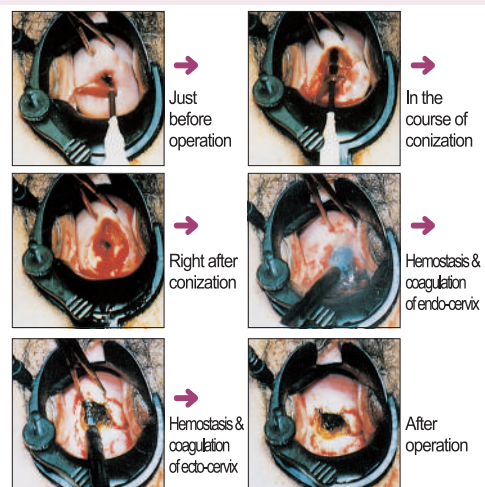 Just
before
operation
In the
course of
conization
Right after
conization
Hemostasis &
coagulation
of endo-cervix
Hemostasis &
coagulation
of ecto-cervix
After
operation